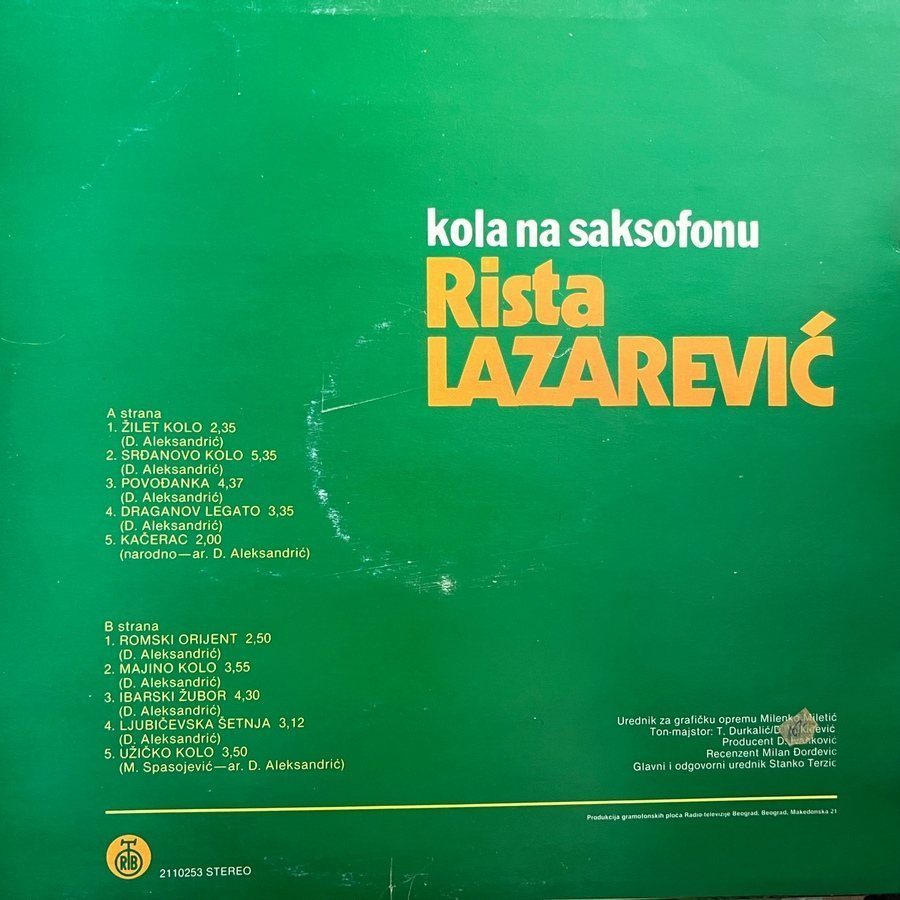 kola na saksofonu
Rista
LAZAREVIĆ
A strana
1. ŽILET KOLO 2,35
(D. Aleksandrić)
2. SRĐANOVO KOLO 5,35
(D. Aleksandrić)
3. POVOĐANKA 4,37
(D. Aleksandrić)
4. DRAGANOV LEGATO 3,35
(D. Aleksandrić)
5. KAČERAC 2,00
(narodno—ar. D. Aleksandrić)
B strana
1. ROMSKI ORIJENT 2,50
(D. Aleksandrić)
2. MAJINO KOLO 3,55
(D. Aleksandrić)
3. IBARSKI ŽUBOR 4,30
(D. Aleksandrić)
4. LJUBIČEVSKA ŠETNJA 3,12
(D. Aleksandrić)
5. UŽIČKO KOLO 3,50
(M. Spasojević—ar. D. Aleksandrić)
Urednik za grafičku opremu Milenko Miletić
Ton-majstor: T. Durkalić/
Producent
Recenzent Milan Đorđević
Glavni i odgovorni urednik Stanko Terzić
Produkcija gramofonskih ploča Radio-televizije Beograd, Beograd, Makedonska 21
RTB
2110253 STEREO